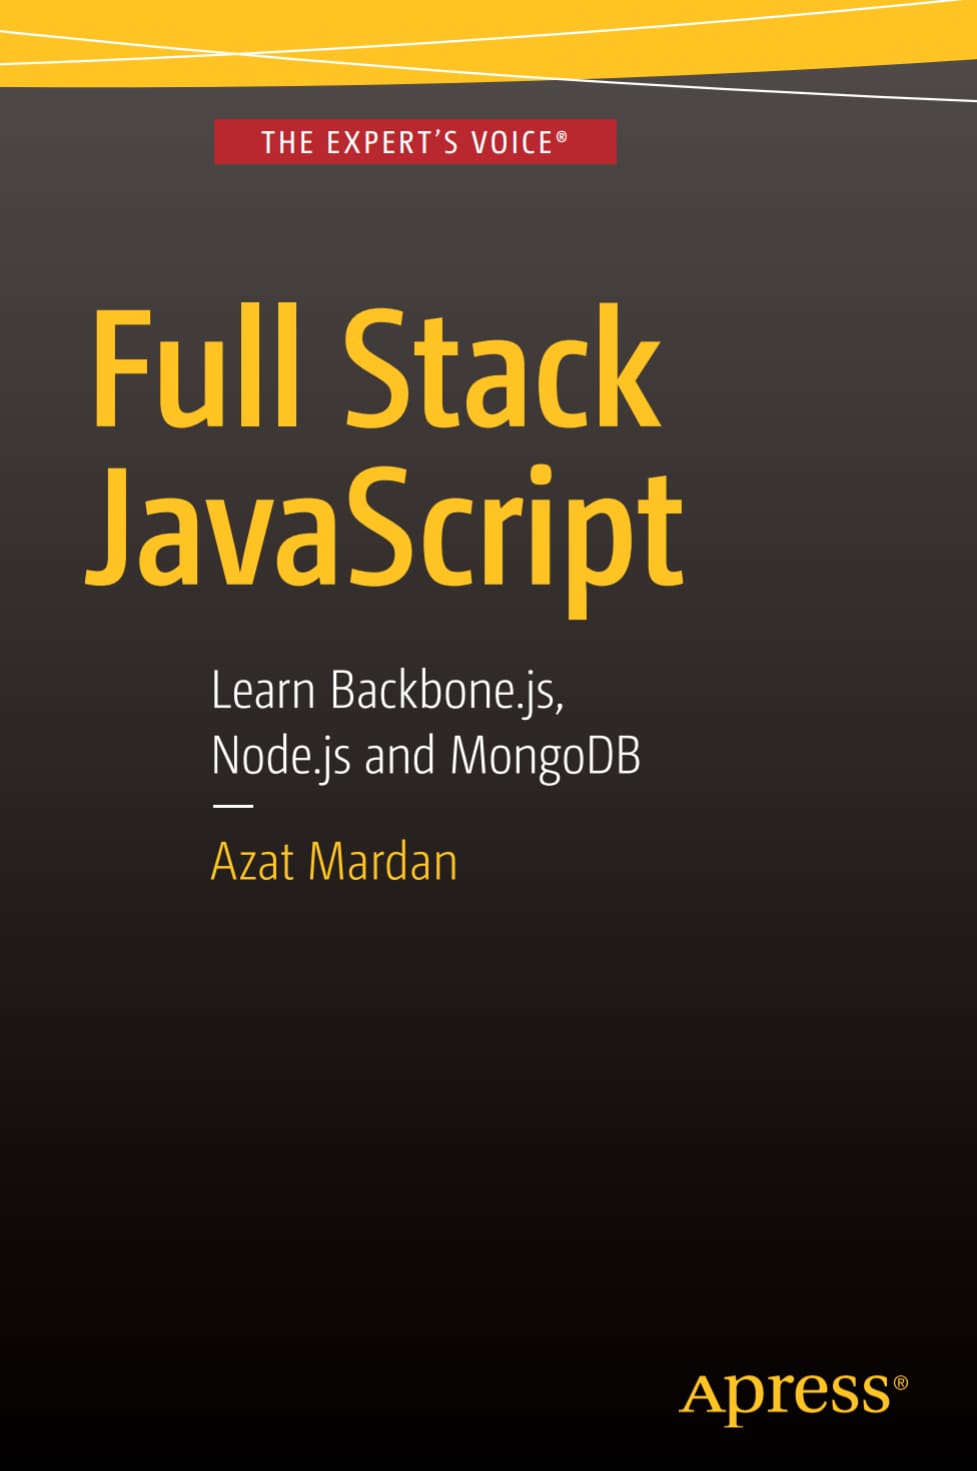 THE EXPERT’S VOICE®
Full Stack
JavaScript
Learn Backbone.js,
Node.js and MongoDB
Azat Mardan
Apress®